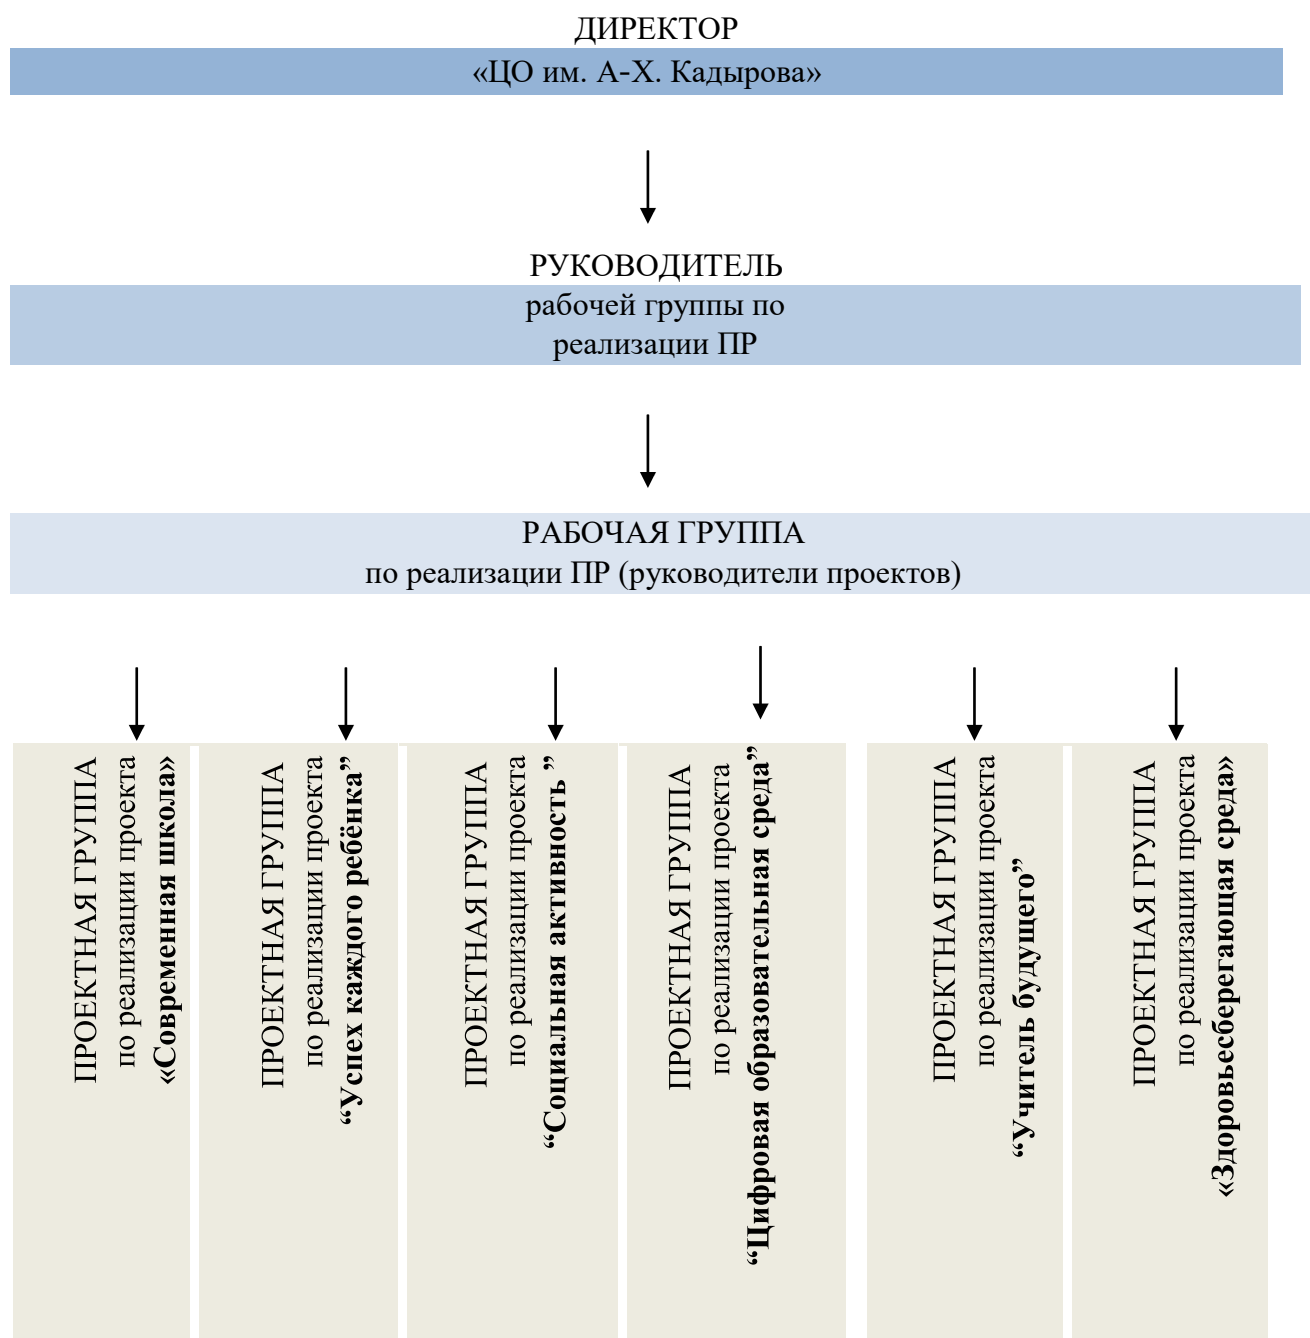 ДИРЕКТОР
«ЦО им. А-Х. Кадырова»
РУКОВОДИТЕЛЬ
рабочей группы по
реализации ПР
РАБОЧАЯ ГРУППА
по реализации ПР (руководители проектов)
ПРОЕКТНАЯ ГРУППА
по реализации проекта
«Современная школа»
ПРОЕКТНАЯ ГРУППА
по реализации проекта
“Успех каждого ребёнка”
ПРОЕКТНАЯ ГРУППА
по реализации проекта
“Социальная активность ”
ПРОЕКТНАЯ ГРУППА
по реализации проекта
“Цифровая образовательная среда”
ПРОЕКТНАЯ ГРУППА
по реализации проекта
“Учитель будущего”
ПРОЕКТНАЯ ГРУППА
по реализации проекта
«Здоровьесберегающая среда»